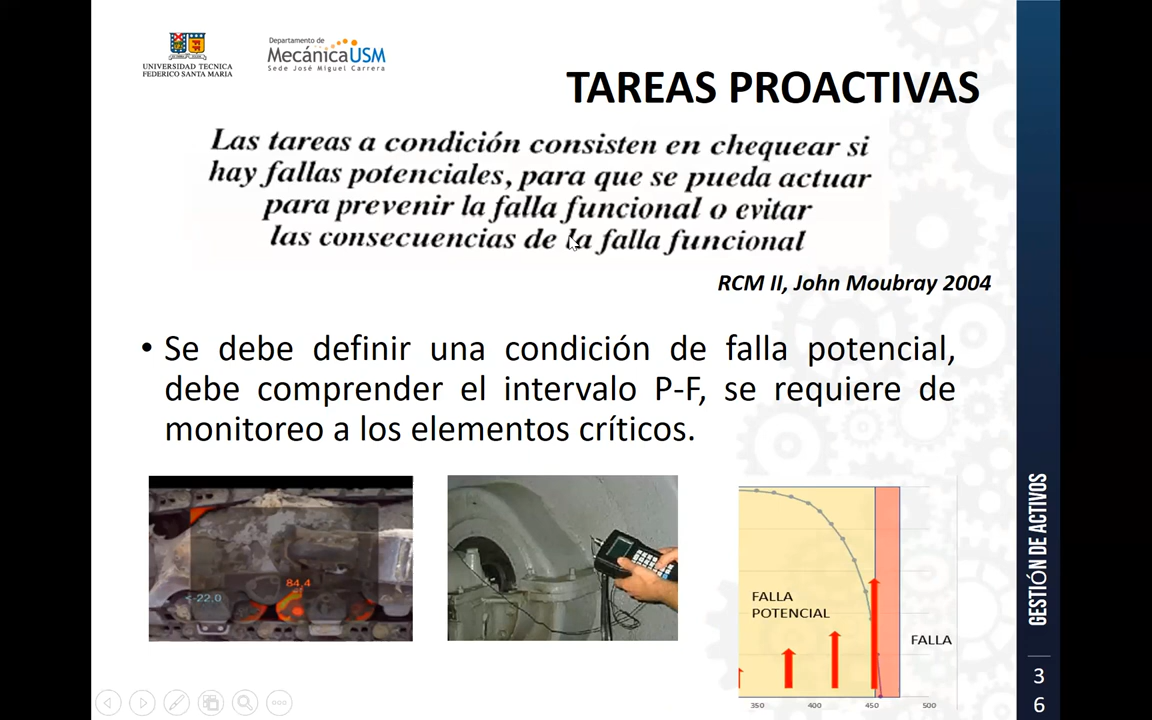 UNIVERSIDAD TECNICA
FEDERICO SANTA MARIA
Departamento de
MecánicaUSM
Sede José Miguel Carrera
TAREAS PROACTIVAS
Las tareas a condición consisten en chequear si
hay fallas potenciales, para que se pueda actuar
para prevenir la falla funcional o evitar
las consecuencias de la falla funcional
RCM II, John Moubray 2004
• Se debe definir una condición de falla potencial,
debe comprender el intervalo P-F, se requiere de
monitoreo a los elementos críticos.
84,4
<-22,0
FALLA
POTENCIAL
FALLA
350 400 450 500
GESTIÓN DE ACTIVOS
3
6